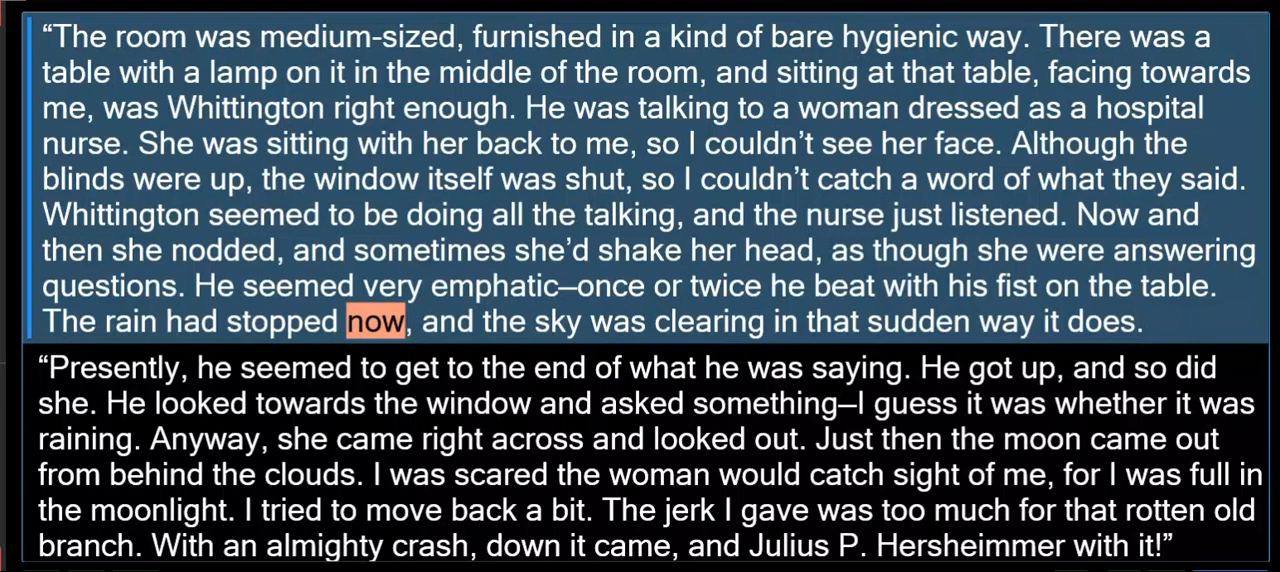 “The room was medium-sized, furnished in a kind of bare hygienic way. There was a
table with a lamp on it in the middle of the room, and sitting at that table, facing towards
me, was Whittington right enough. He was talking to a woman dressed as a hospital
nurse. She was sitting with her back to me, so I couldn’t see her face. Although the
blinds were up, the window itself was shut, so I couldn’t catch a word of what they said.
Whittington seemed to be doing all the talking, and the nurse just listened. Now and
then she nodded, and sometimes she’d shake her head, as though she were answering
questions. He seemed very emphatic—once or twice he beat with his fist on the table.
The rain had stopped now, and the sky was clearing in that sudden way it does.
“Presently, he seemed to get to the end of what he was saying. He got up, and so did
she. He looked towards the window and asked something—I guess it was whether it was
raining. Anyway, she came right across and looked out. Just then the moon came out
from behind the clouds. I was scared the woman would catch sight of me, for I was full in
the moonlight. I tried to move back a bit. The jerk I gave was too much for that rotten old
branch. With an almighty crash, down it came, and Julius P. Hersheimmer with it!”